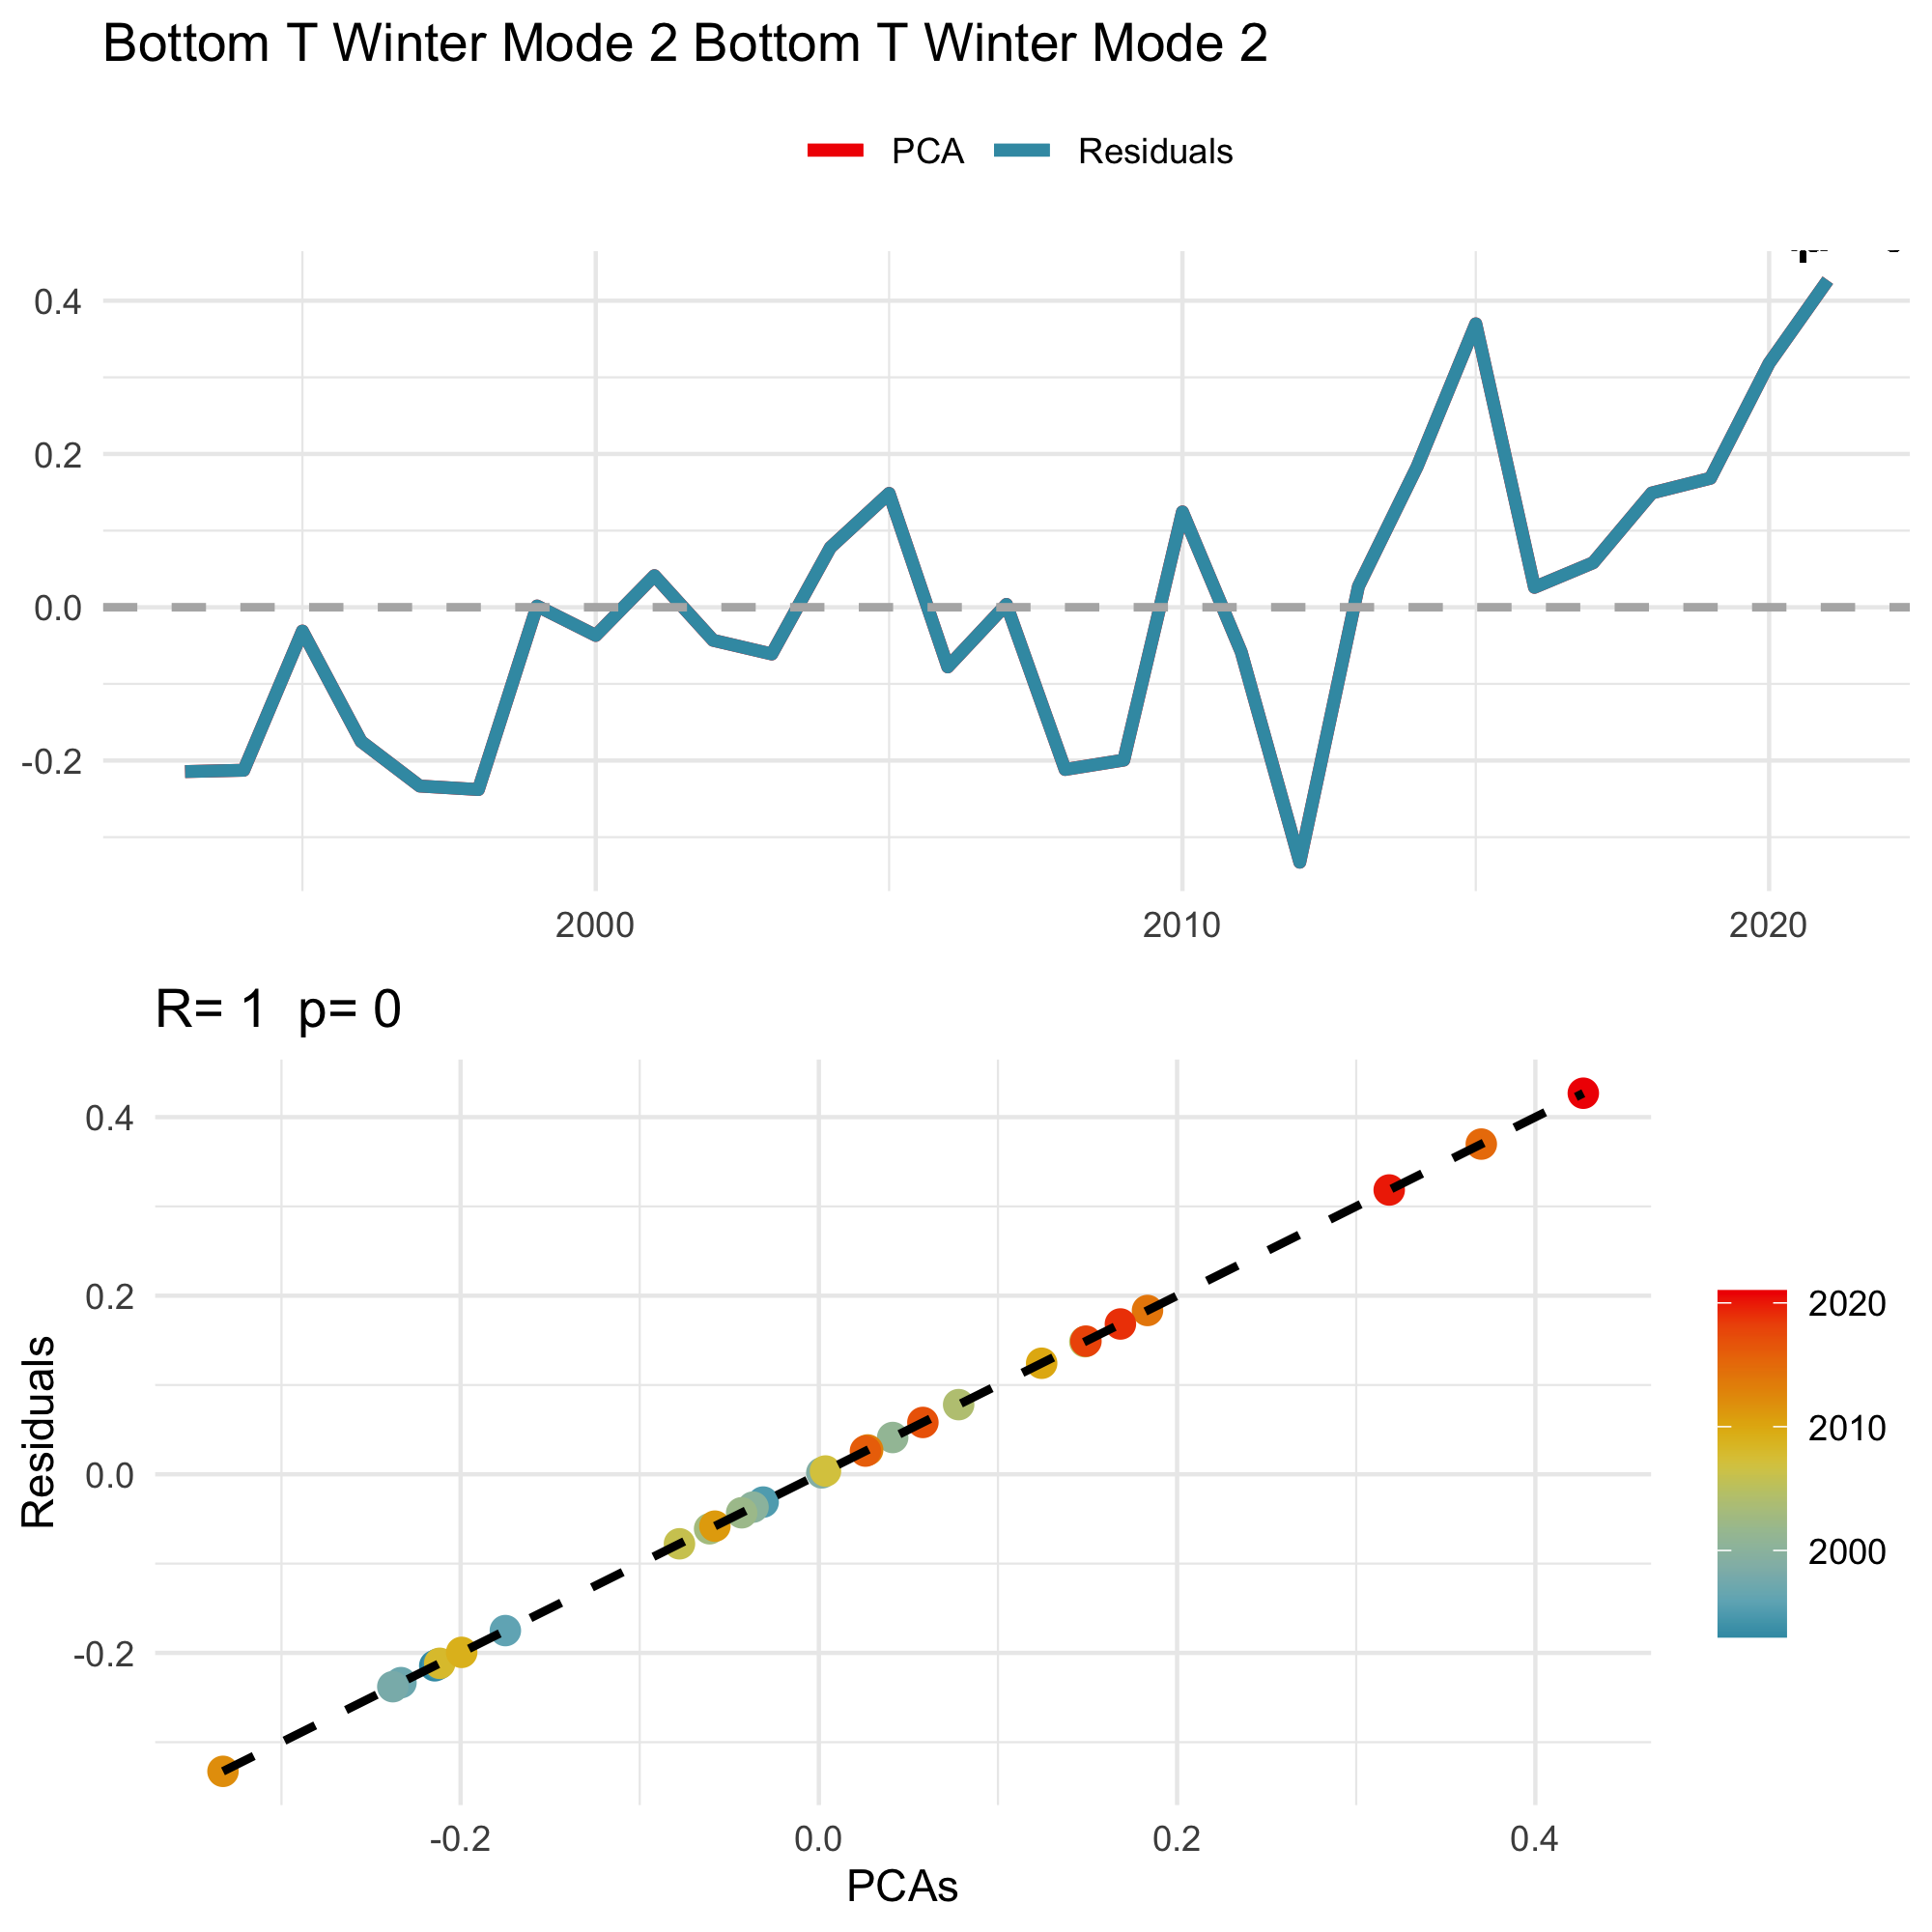 Bottom T Winter Mode 2 Bottom T Winter Mode 2
PCA Residuals
0.4
0.2
0.0
-0.2
2000 2010 2020
R= 1 p= 0
0.4
0.2
0.0
-0.2
Residuals
-0.2 0.0 0.2 0.4
PCAs
2020
2010
2000